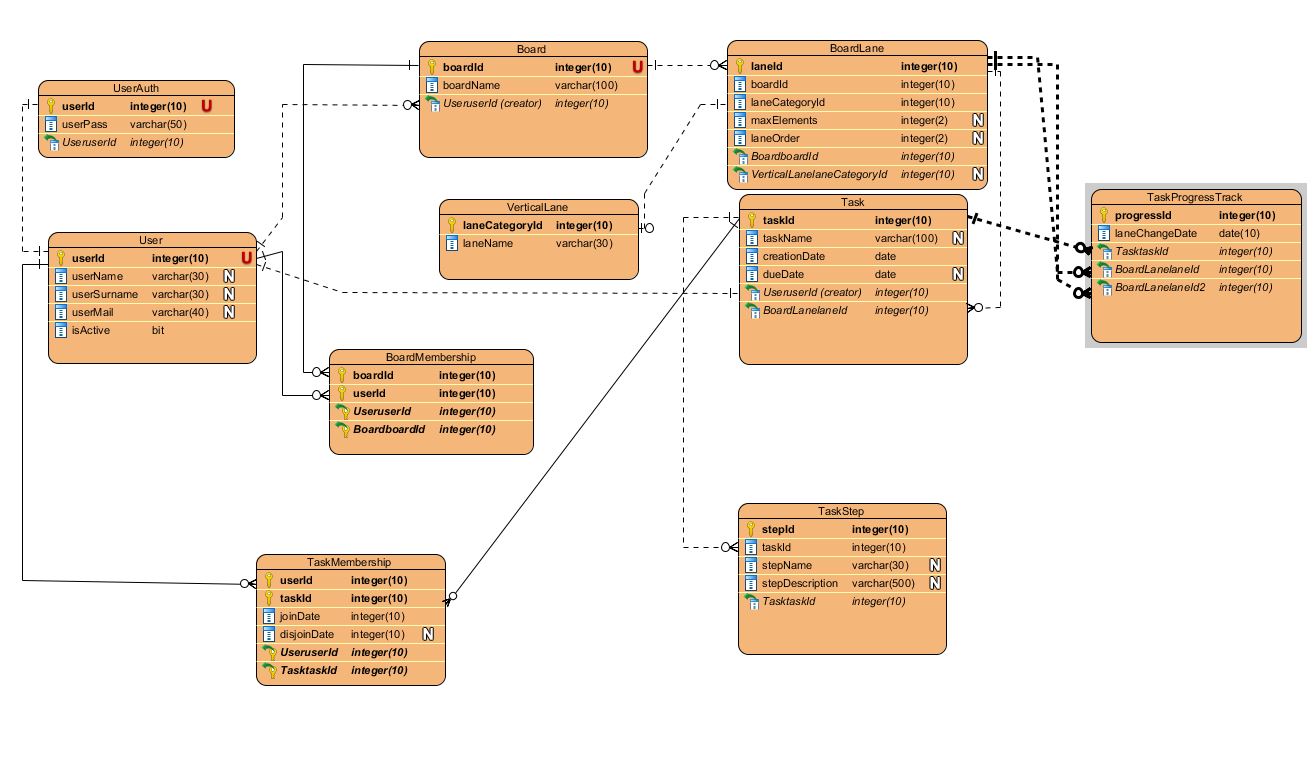 Board
boardId integer(10) U
boardName varchar(100)
UseruserId (creator) integer(10)
BoardLane
laneId integer(10)
boardId integer(10)
laneCategoryId integer(10)
maxElements integer(2) N
laneOrder integer(2) N
BoardboardId integer(10)
VerticalLanelaneCategoryId integer(10) N
UserAuth
userId integer(10) U
userPass varchar(50)
UseruserId integer(10)
VerticalLane
laneCategoryId integer(10)
laneName varchar(30)
Task
taskId integer(10)
taskName varchar(100) N
creationDate date
dueDate date N
UseruserId (creator) integer(10)
BoardLanelaneId integer(10)
TaskProgressTrack
progressId integer(10)
laneChangeDate date(10)
TasktaskId integer(10)
BoardLanelaneId integer(10)
BoardLanelaneId2 integer(10)
User
userId integer(10) U
userName varchar(30) N
userSurname varchar(30) N
userMail varchar(40) N
isActive bit
BoardMembership
boardId integer(10)
userId integer(10)
UseruserId integer(10)
BoardboardId integer(10)
TaskStep
stepId integer(10)
taskId integer(10)
stepName varchar(30) N
stepDescription varchar(500) N
TasktaskId integer(10)
TaskMembership
userId integer(10)
taskId integer(10)
joinDate integer(10)
disjoinDate integer(10) N
UseruserId integer(10)
TasktaskId integer(10)